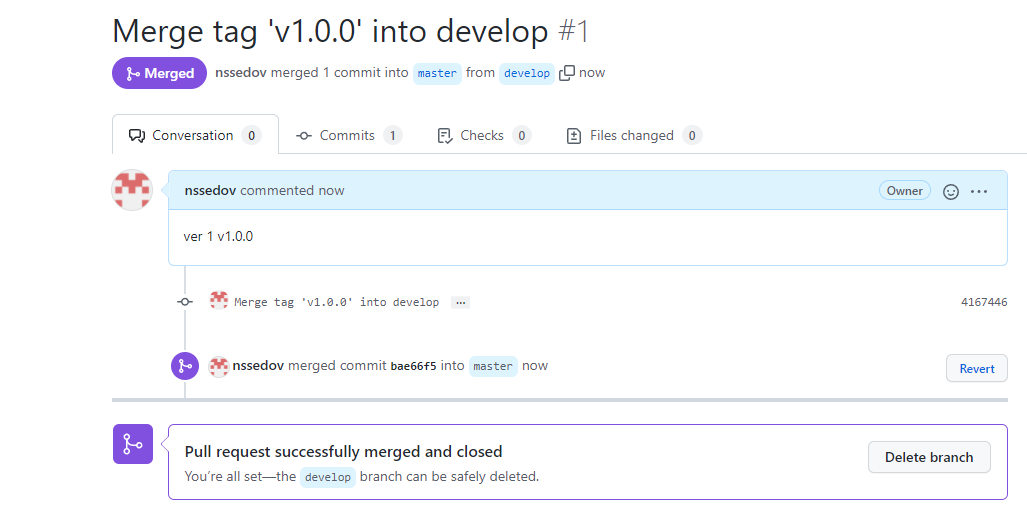 Merge tag 'v1.0.0' into develop #1
Merged nssedov merged 1 commit into master from develop now
Conversation 0 Commits 1 Checks 0 Files changed 0
nssedov commented now Owner ...
ver 1 v1.0.0
Merge tag 'v1.0.0' into develop ... 4167446
nssedov merged commit bae66f5 into master now Revert
Pull request successfully merged and closed
You’re all set—the develop branch can be safely deleted.
Delete branch